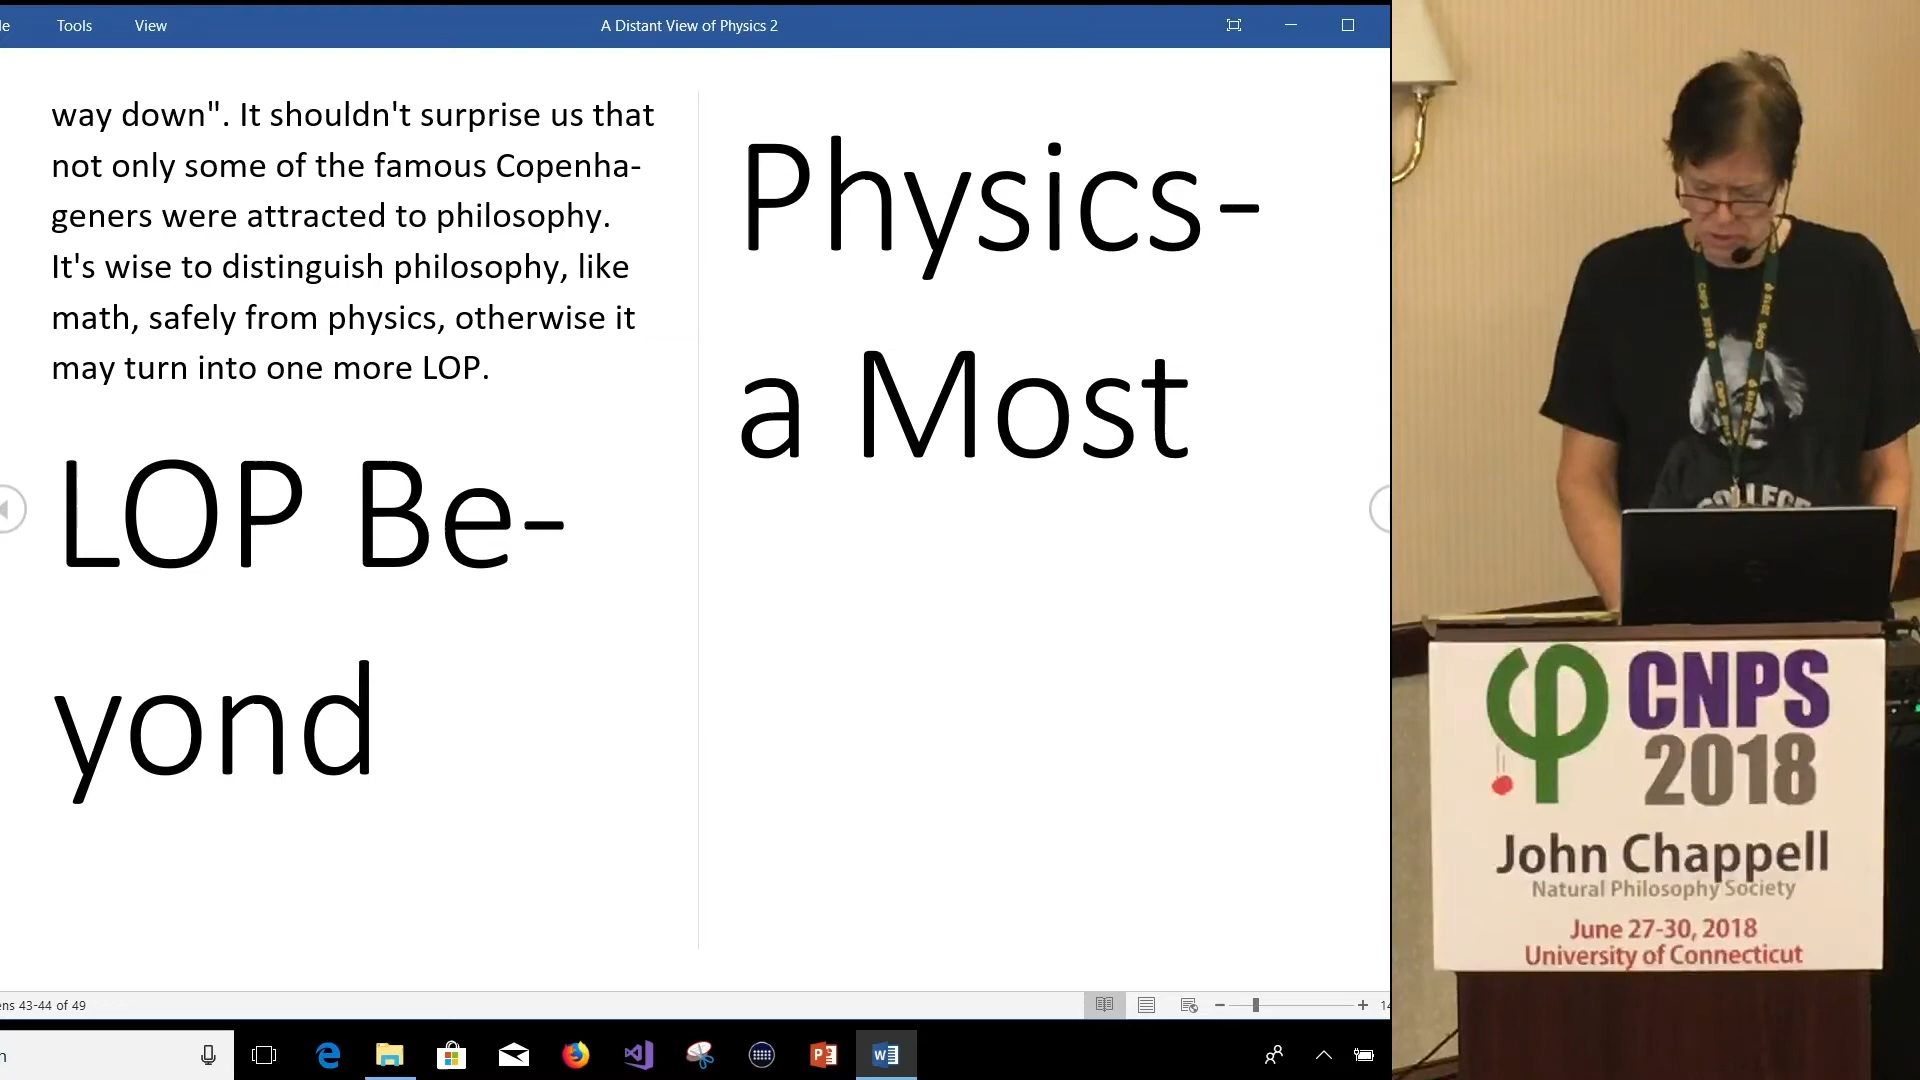 Tools
View
A Distant View of Physics 2
way down". It shouldn't surprise us that
not only some of the famous Copenha-
geners were attracted to philosophy.
It's wise to distinguish philosophy, like
math, safely from physics, otherwise it
may turn into one more LOP.
LOP Be-
yond
Physics-
a Most
43-44 of 49
CNPS 2018
COLLEGE
CNPS
2018
John Chappell
Natural Philosophy Society
June 27-30, 2018
University of Connecticut